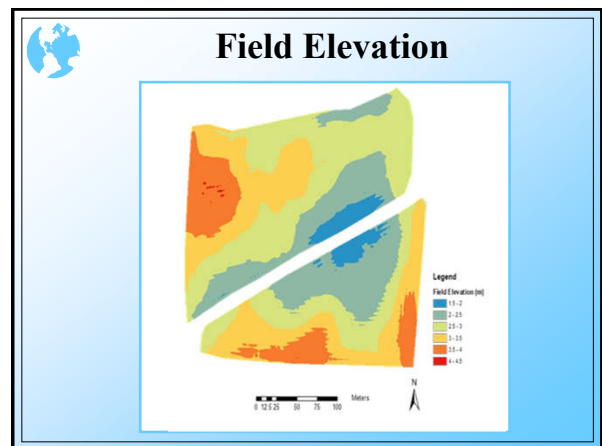 Field Elevation
Legend
Field Elevation (m)
1.5 - 2
2 - 2.5
2.5 - 3
3 - 3.5
3.5 - 4
4 - 4.5
N
Meters
0 12.5 25 50 75 100